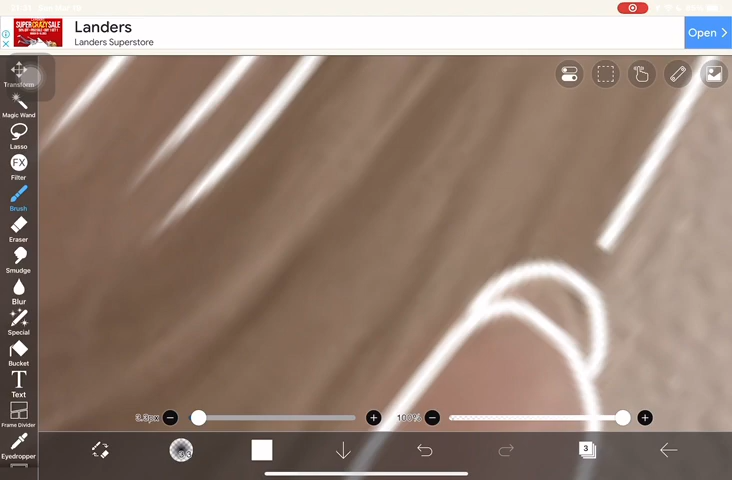 SUPER CRAZY SALE
Landers
Landers Superstore
Open
Transform
Magic Wand
Lasso
FX
Filter
Brush
Eraser
Smudge
Blur
Special
Bucket
T
Text
Frame Divider
Eyedropper
3.3px
100%
3